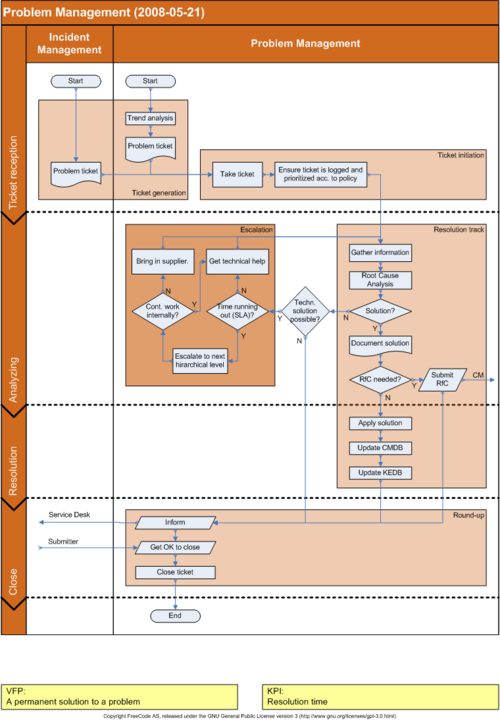 Problem Management (2008-05-21)
Incident
Management
Problem Management
Ticket reception
Start
Start
Trend analysis
Problem ticket
Problem ticket
Ticket generation
Ticket initiation
Take ticket
Ensure ticket is logged and
prioritized acc. to policy
Analyzing
Escalation
Resolution track
Bring in supplier.
Get technical help
Gather information
Root Cause
Analysis
N
N
Cont. work
internally?
Y
Time running
out (SLA)?
Y
Techn.
solution
possible?
N
Solution?
Y
Y
N
Document solution
Escalate to next
hirarchical level
RfC needed?
Y
Submit
RfC
CM
N
Resolution
Apply solution
Update CMDB
Update KEDB
Close
Service Desk
Inform
Round-up
Submitter
Get OK to close
Close ticket
End
VFP:
A permanent solution to a problem
KPI:
Resolution time
Copyright FreeCode AS, released under the GNU General Public License version 3 (http://www.gnu.org/licenses/gpl-3.0.html)